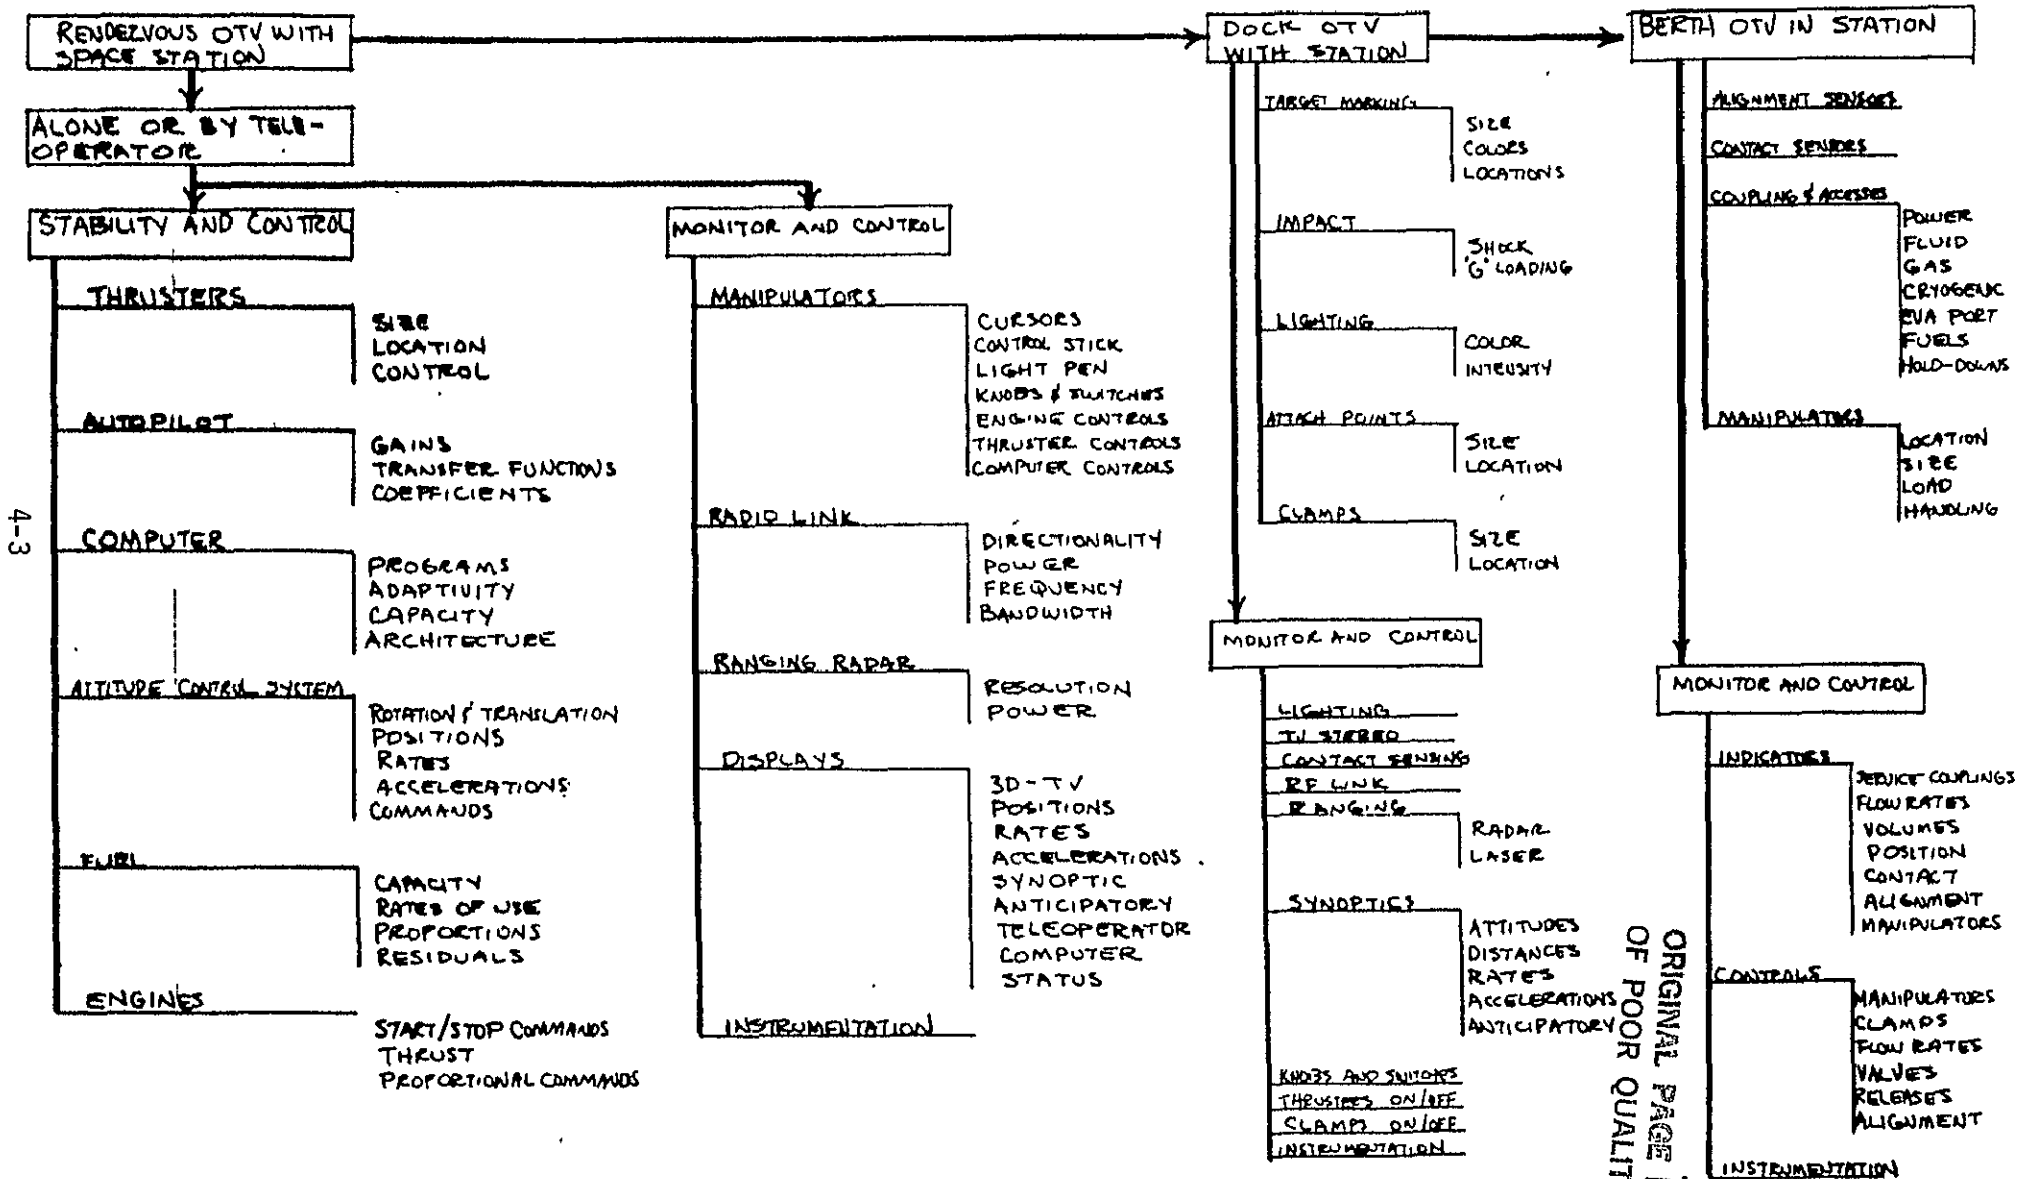 RENDEZVOUS OTV WITH
SPACE STATION
ALONE OR BY TELE-
OPERATOR
STABILITY AND CONTROL
THRUSTERS
SIZE
LOCATION
CONTROL
AUTOPILOT
GAINS
TRANSFER FUNCTIONS
COEFFICIENTS
COMPUTER
PROGRAMS
ADAPTIVITY
CAPACITY
ARCHITECTURE
ATTITUDE CONTROL SYSTEM
ROTATION & TRANSLATION
POSITIONS
RATES
ACCELERATIONS
COMMANDS
FUEL
CAPACITY
RATES OF USE
PROPORTIONS
RESIDUALS
ENGINES
START/STOP COMMANDS
THRUST
PROPORTIONAL COMMANDS
MONITOR AND CONTROL
MANIPULATORS
CURSORS
CONTROL STICK
LIGHT PEN
KNOBS & SWITCHES
ENGINE CONTROLS
THRUSTER CONTROLS
COMPUTER CONTROLS
RADIO LINK
DIRECTIONALITY
POWER
FREQUENCY
BANDWIDTH
RANGING RADAR
RESOLUTION
POWER
DISPLAYS
3D-TV
POSITIONS
RATES
ACCELERATIONS
SYNOPTIC
ANTICIPATORY
TELEOPERATOR
COMPUTER
STATUS
INSTRUMENTATION
DOCK OTV
WITH STATION
TARGET MARKING
SIZE
COLORS
LOCATIONS
IMPACT
SHOCK
"G" LOADING
LIGHTING
COLOR
INTENSITY
ATTACH POINTS
SIZE
LOCATION
CLAMPS
SIZE
LOCATION
MONITOR AND CONTROL
LIGHTING
TV STEREO
CONTACT SENSING
RF LINK
RANGING
RADAR
LASER
SYNOPTICS
ATTITUDES
DISTANCES
RATES
ACCELERATIONS
ANTICIPATORY
KNOBS AND SWITCHES
THRUSTERS ON/OFF
CLAMPS ON/OFF
INSTRUMENTATION
BERTH OTV IN STATION
ALIGNMENT SENSORS
CONTACT SENSORS
COUPLING & ACCESSES
POWER
FLUID
GAS
CRYOGENIC
EVA PORT
FUELS
HOLD-DOWNS
MANIPULATORS
LOCATION
SIZE
LOAD
HANDLING
MONITOR AND CONTROL
INDICATORS
SERVICE COUPLINGS
FLOW RATES
VOLUMES
POSITION
CONTACT
ALIGNMENT
MANIPULATORS
CONTROLS
MANIPULATORS
CLAMPS
FLOW RATES
VALVES
RELEASES
ALIGNMENT
INSTRUMENTATION
4-3
ORIGINAL PAGE
OF POOR QUALIT